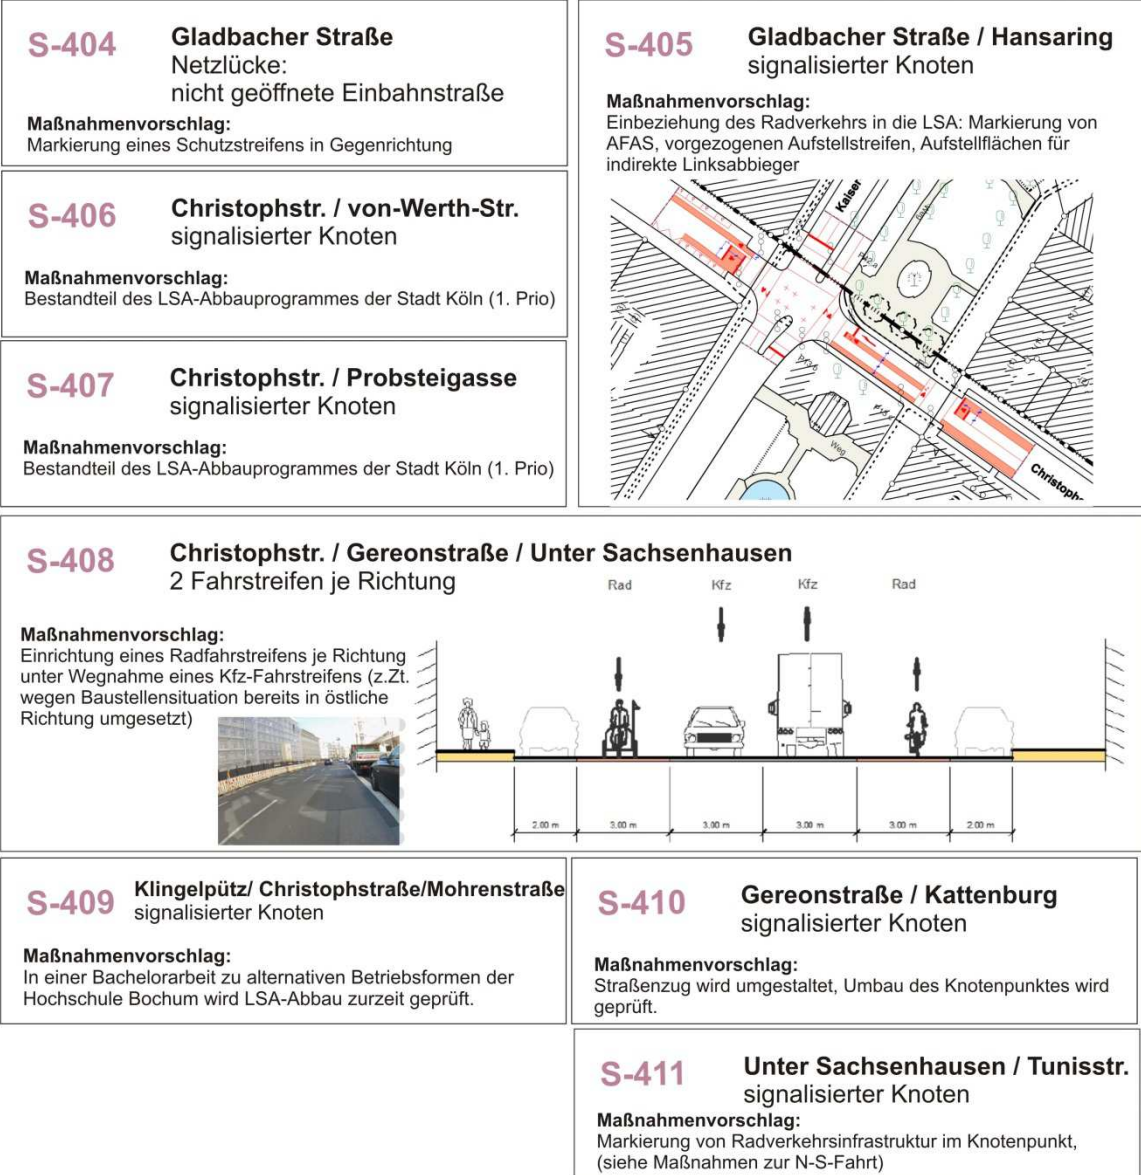 S-404
Gladbacher Straße
Netzlücke:
nicht geöffnete Einbahnstraße
Maßnahmenvorschlag:
Markierung eines Schutzstreifens in Gegenrichtung
S-405
Gladbacher Straße / Hansaring
signalisierter Knoten
Maßnahmenvorschlag:
Einbeziehung des Radverkehrs in die LSA: Markierung von
AFAS, vorgezogenen Aufstellstreifen, Aufstellflächen für
indirekte Linksabbieger
Kaiser
Weg
Christoph
S-406
Christophstr. / von-Werth-Str.
signalisierter Knoten
Maßnahmenvorschlag:
Bestandteil des LSA-Abbauprogrammes der Stadt Köln (1. Prio)
S-407
Christophstr. / Probsteigasse
signalisierter Knoten
Maßnahmenvorschlag:
Bestandteil des LSA-Abbauprogrammes der Stadt Köln (1. Prio)
S-408
Christophstr. / Gereonstraße / Unter Sachsenhausen
2 Fahrstreifen je Richtung
Maßnahmenvorschlag:
Einrichtung eines Radfahrstreifens je Richtung
unter Wegnahme eines Kfz-Fahrstreifens (z.Zt.
wegen Baustellensituation bereits in östliche
Richtung umgesetzt)
Rad Kfz Kfz Rad
2.00 m 3.00 m 3.00 m 3.00 m 3.00 m 2.00 m
S-409
Klingelpütz/ Christophstraße/Mohrenstraße
signalisierter Knoten
Maßnahmenvorschlag:
In einer Bachelorarbeit zu alternativen Betriebsformen der
Hochschule Bochum wird LSA-Abbau zurzeit geprüft.
S-410
Gereonstraße / Kattenburg
signalisierter Knoten
Maßnahmenvorschlag:
Straßenzug wird umgestaltet, Umbau des Knotenpunktes wird
geprüft.
S-411
Unter Sachsenhausen / Tunisstr.
signalisierter Knoten
Maßnahmenvorschlag:
Markierung von Radverkehrsinfrastruktur im Knotenpunkt,
(siehe Maßnahmen zur N-S-Fahrt)